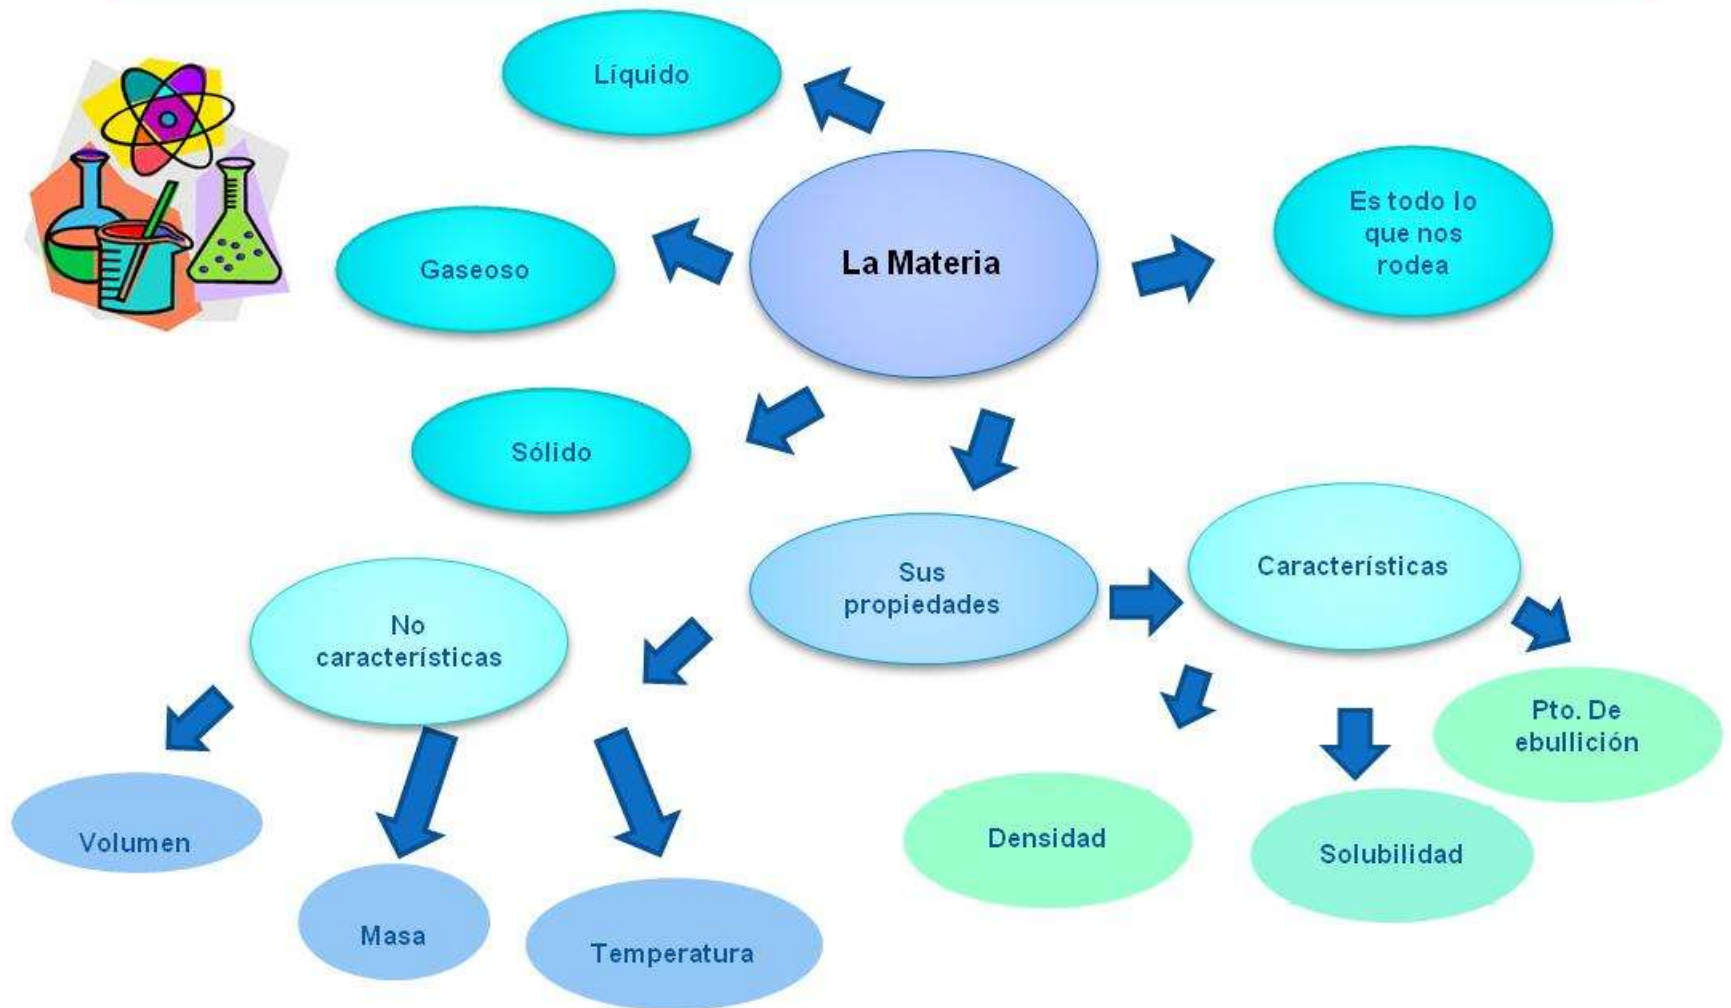 Líquido
Es todo lo
que nos
rodea
La Materia
Gaseoso
Sólido
Sus
propiedades
Características
No
características
Pto. De
ebullición
Volumen
Densidad
Solubilidad
Masa
Temperatura